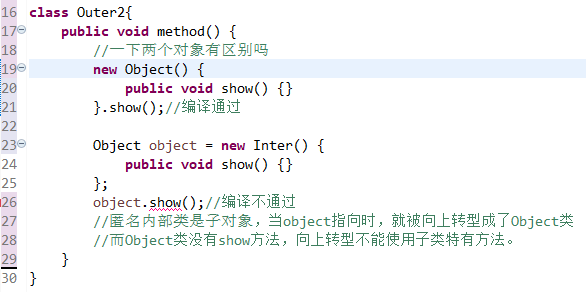 16 class Outer2{
17 public void method() {
18 //一下两个对象有区别吗
19 new Object() {
20 public void show() {}
21 }.show();//编译通过
22
23 Object object = new Inter() {
24 public void show() {}
25 };
26 object.show();//编译不通过
27 //匿名内部类是子对象，当object指向时，就被向上转型成了Object类
28 //而Object类没有show方法，向上转型不能使用子类特有方法。
29 }
30 }